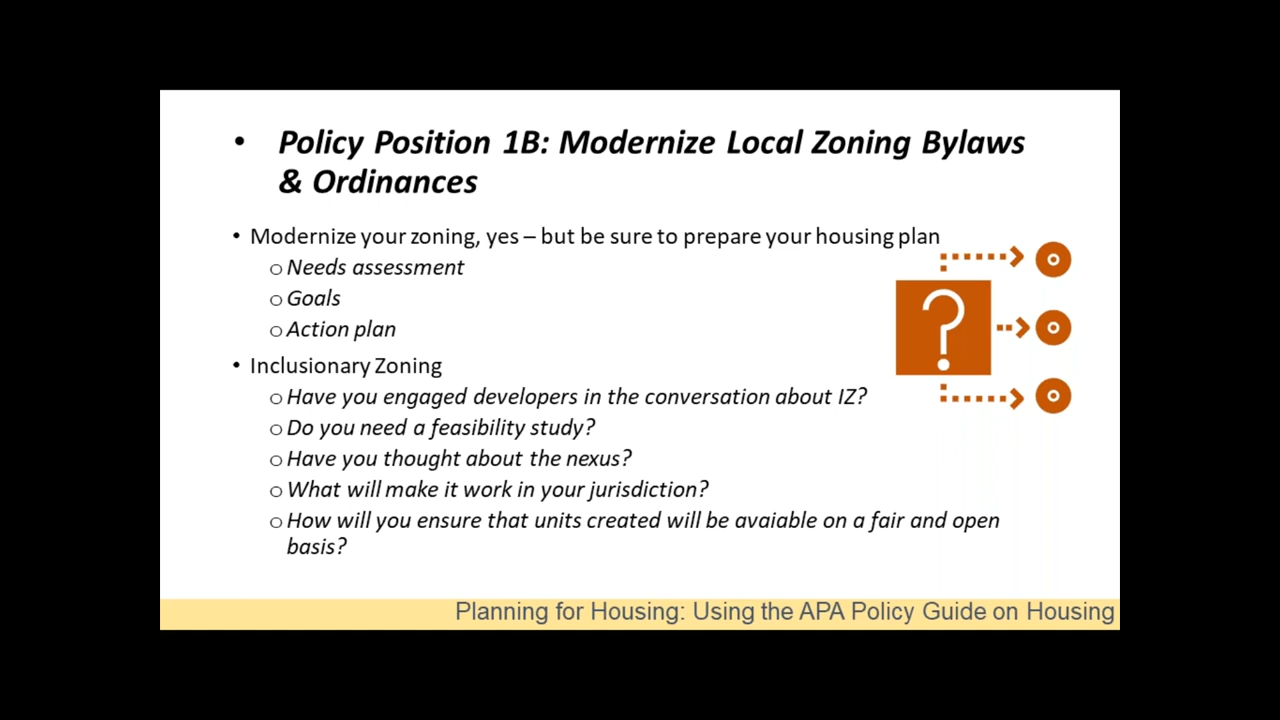 • Policy Position 1B: Modernize Local Zoning Bylaws
& Ordinances
• Modernize your zoning, yes – but be sure to prepare your housing plan
o Needs assessment
o Goals
o Action plan
• Inclusionary Zoning
o Have you engaged developers in the conversation about IZ?
o Do you need a feasibility study?
o Have you thought about the nexus?
o What will make it work in your jurisdiction?
o How will you ensure that units created will be avaiable on a fair and open
basis?
?
Planning for Housing: Using the APA Policy Guide on Housing